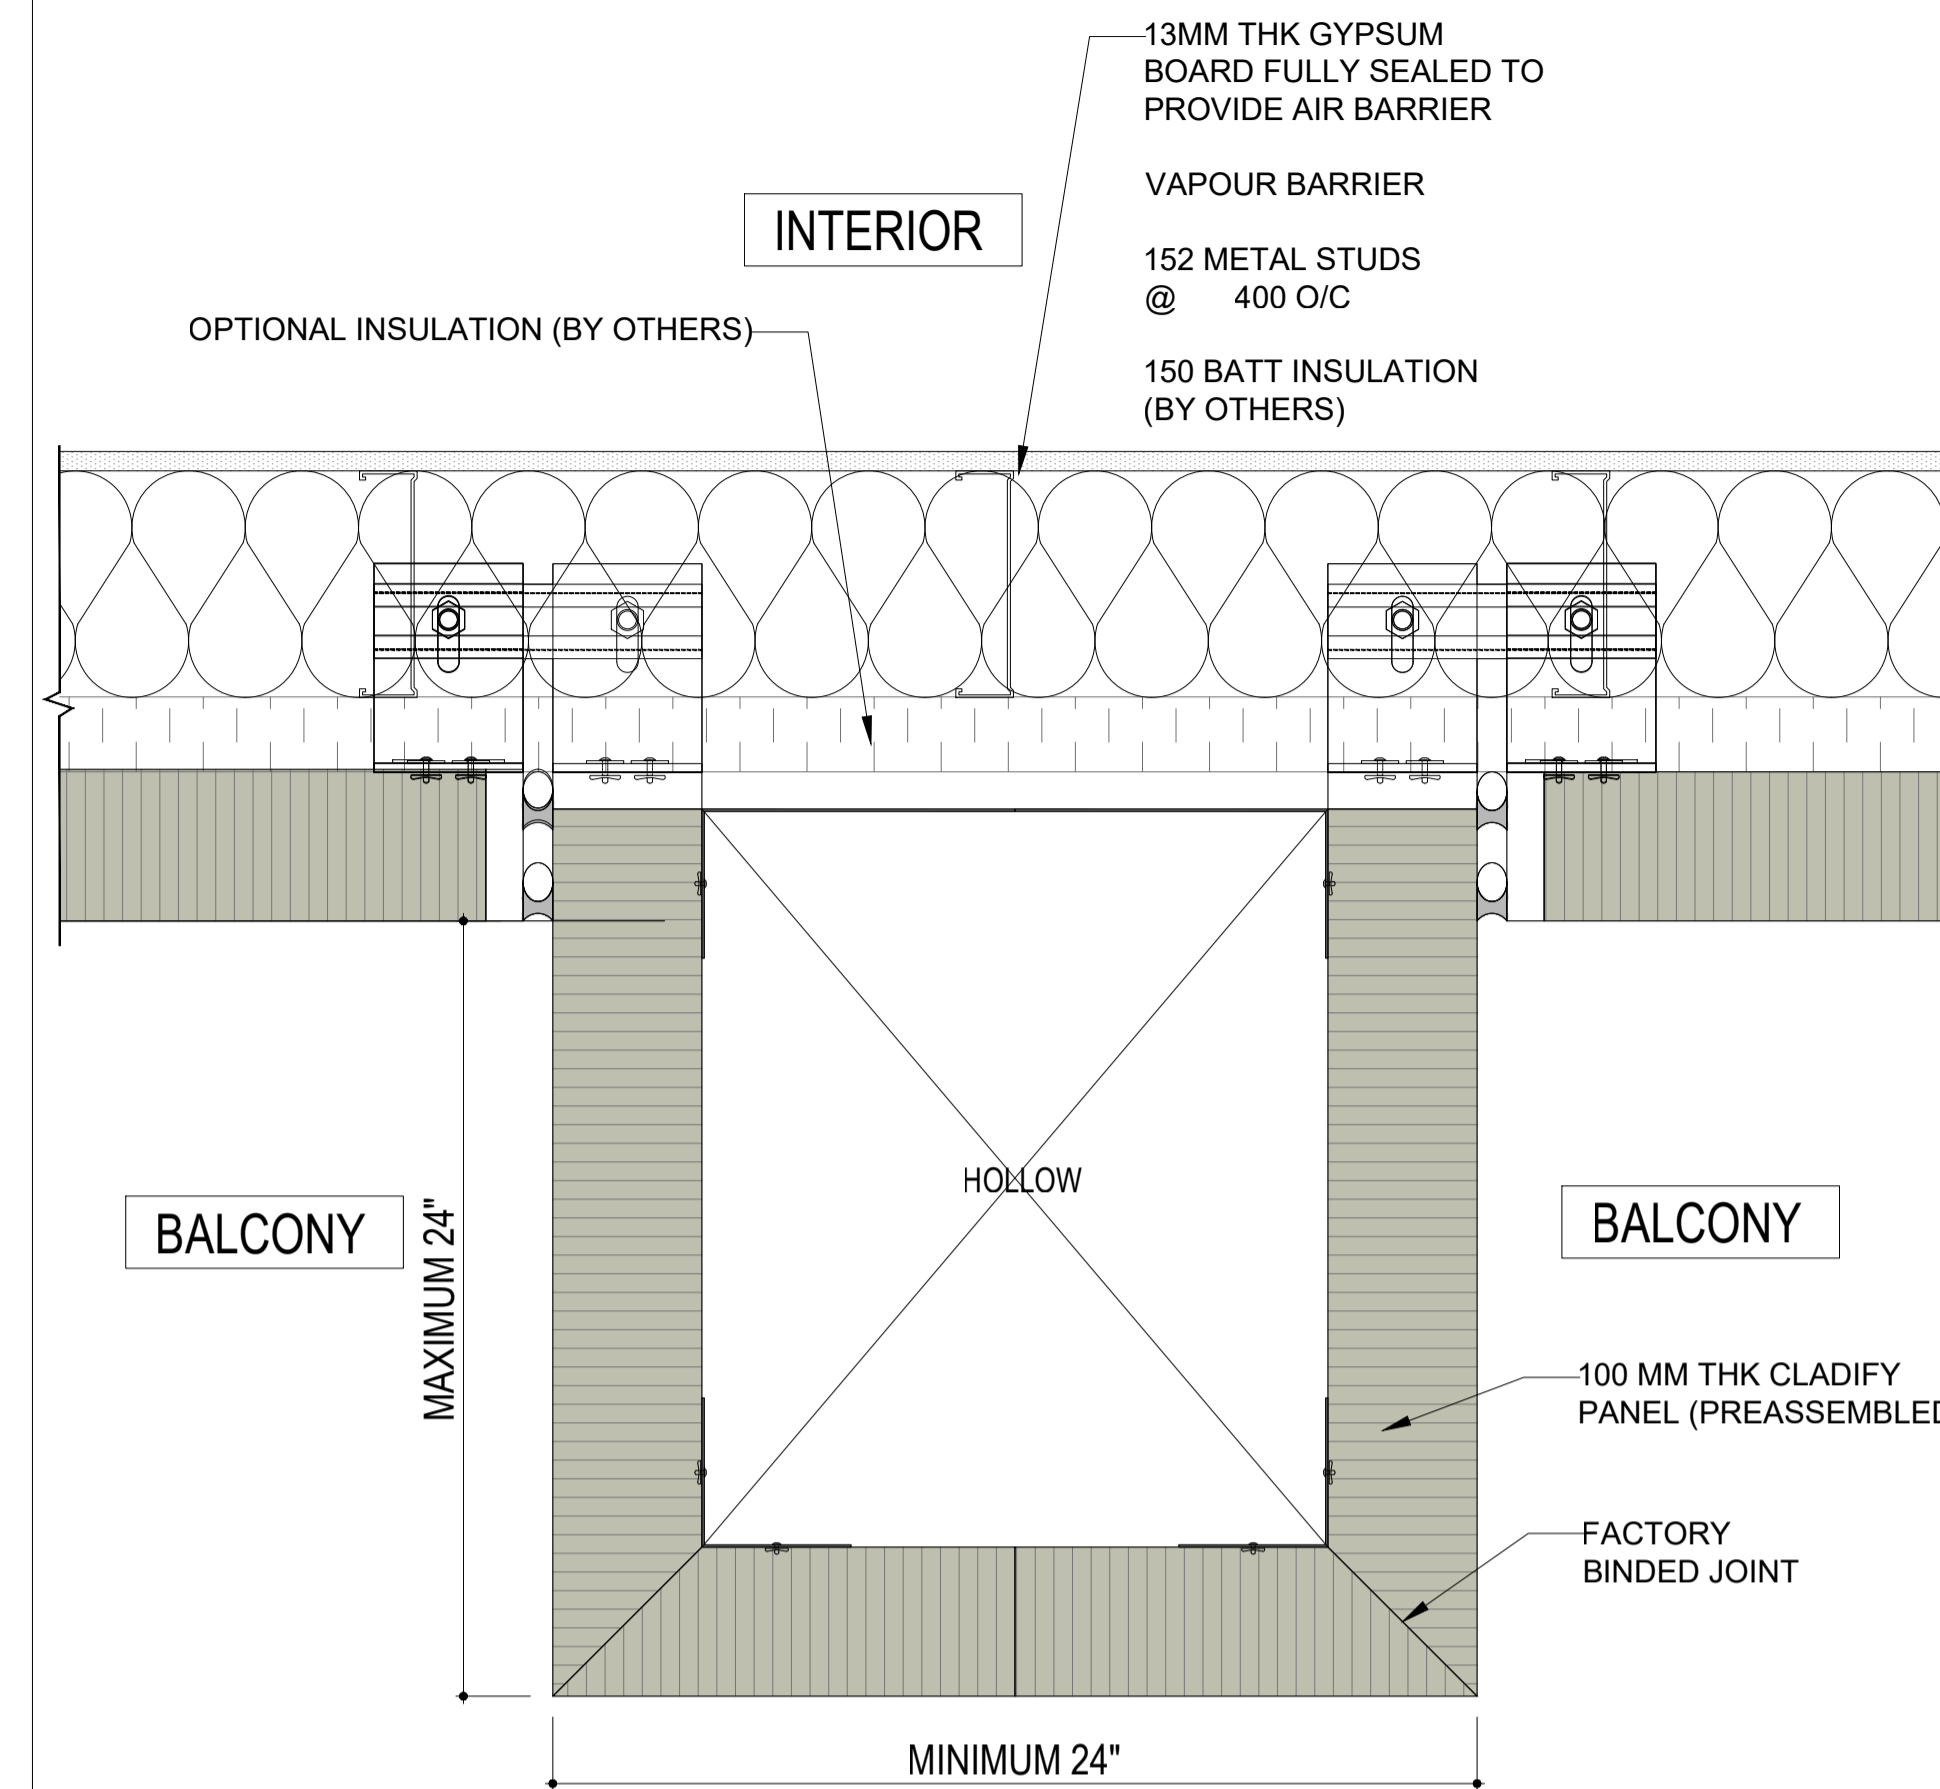 13MM THK GYPSUM
BOARD FULLY SEALED TO
PROVIDE AIR BARRIER
VAPOUR BARRIER
INTERIOR
152 METAL STUDS
@ 400 O/C
OPTIONAL INSULATION (BY OTHERS)
150 BATT INSULATION
(BY OTHERS)
HOLLOW
BALCONY
MAXIMUM 24"
BALCONY
100 MM THK CLADIFY
PANEL (PREASSEMBLED
FACTORY
BINDED JOINT
MINIMUM 24"